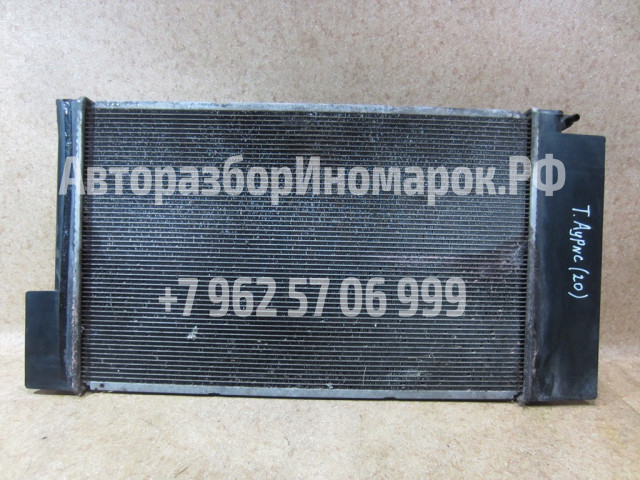 АвторазборИномарок.РФ
Т. Аурис (20)
+7 962 57 06 999